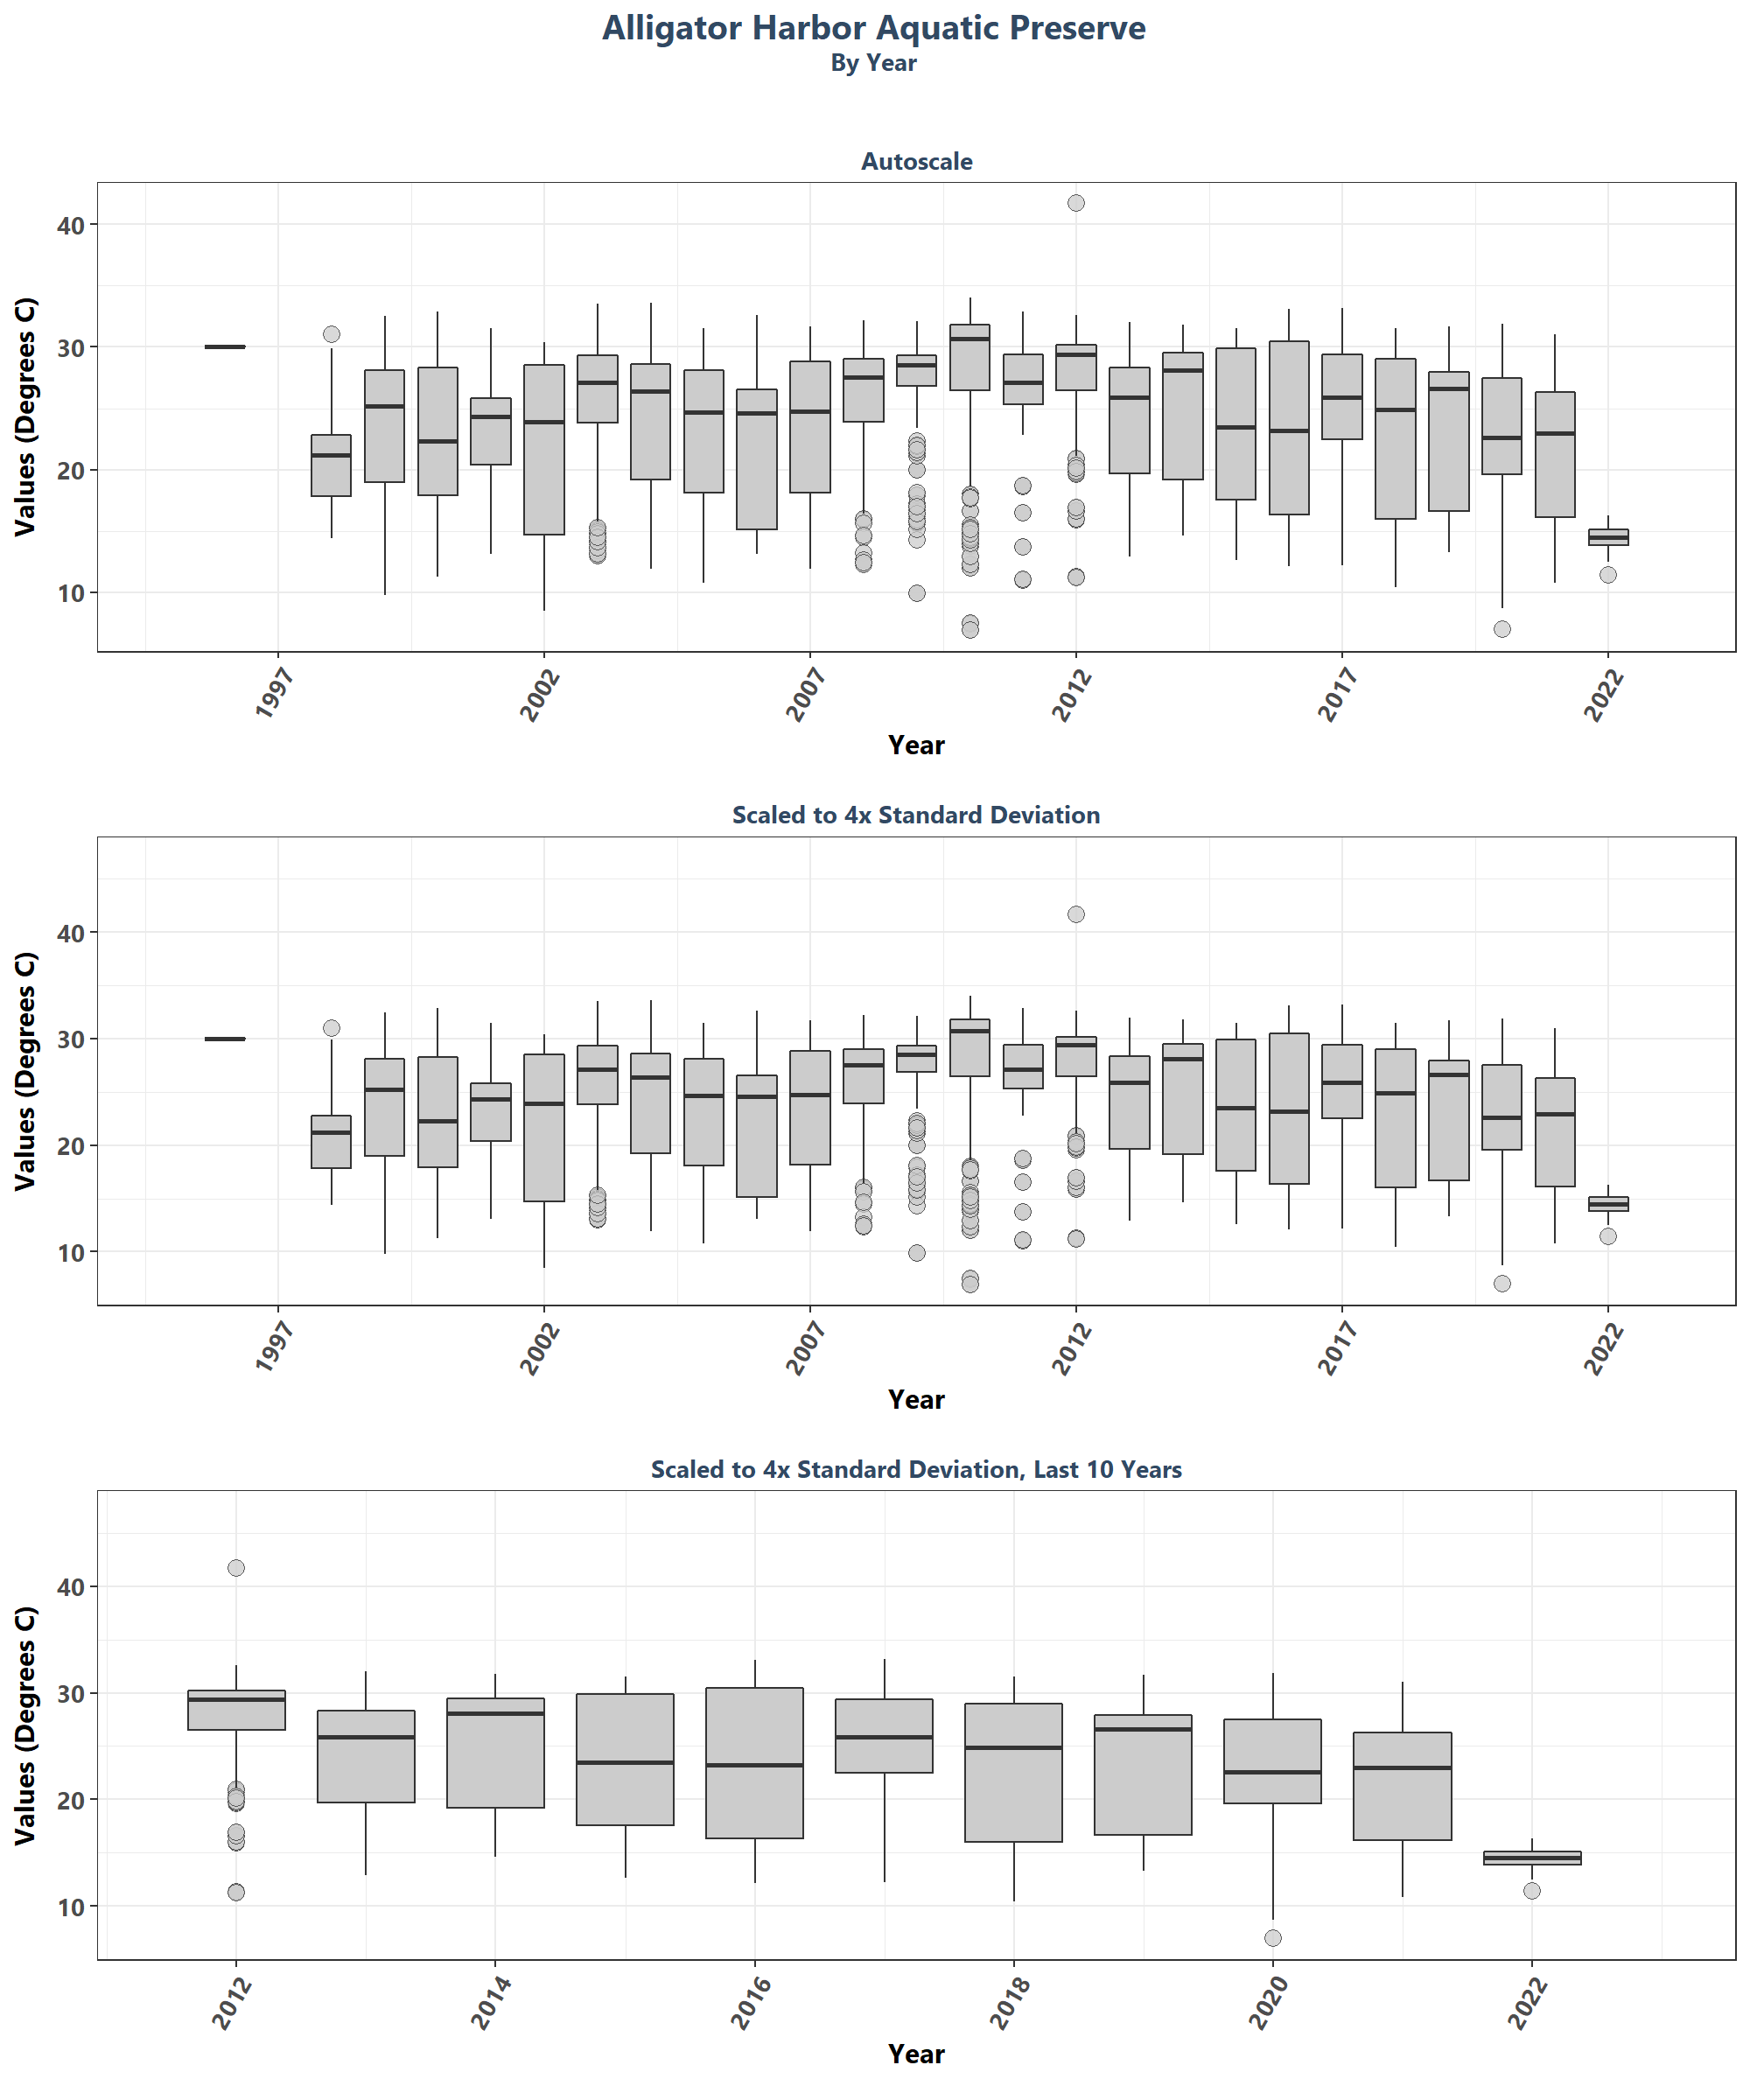 Alligator Harbor Aquatic Preserve
By Year
Autoscale
Values (Degrees C)
40
30
20
10
1997
2002
2007
2012
2017
2022
Year
Scaled to 4x Standard Deviation
Values (Degrees C)
40
30
20
10
1997
2002
2007
2012
2017
2022
Year
Scaled to 4x Standard Deviation, Last 10 Years
Values (Degrees C)
40
30
20
10
2012
2014
2016
2018
2020
2022
Year